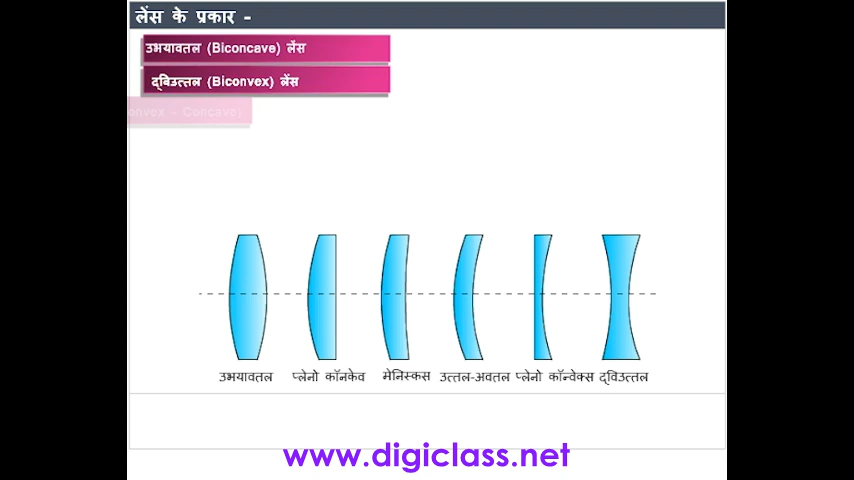 लेंस के प्रकार -
उभयावतल (Biconcave) लेंस
द्विउत्तल (Biconvex) लेंस
Concave)
उभयावतल प्लेनो कॉनकेव मेनिस्कस उत्तल-अवतल प्लेनो कॉन्वेक्स द्विउत्तल
www.digiclass.net